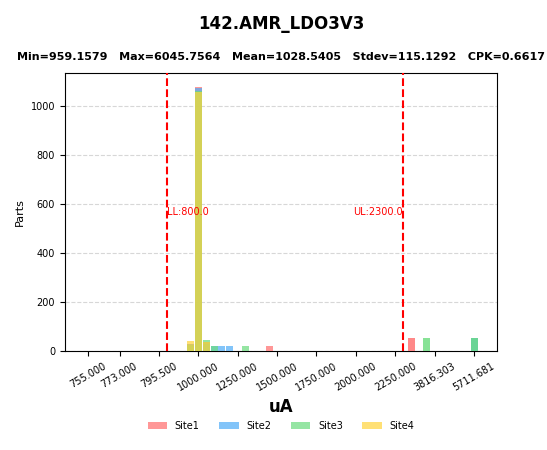 142.AMR_LDO3V3
Min=959.1579 Max=6045.7564 Mean=1028.5405 Stdev=115.1292 CPK=0.6617
1000
800
600
400
200
0
Parts
LL:800.0
UL:2300.0
755.000
773.000
795.500
1000.000
1250.000
1500.000
1750.000
2000.000
2250.000
3816.303
5711.681
uA
Site1 Site2 Site3 Site4